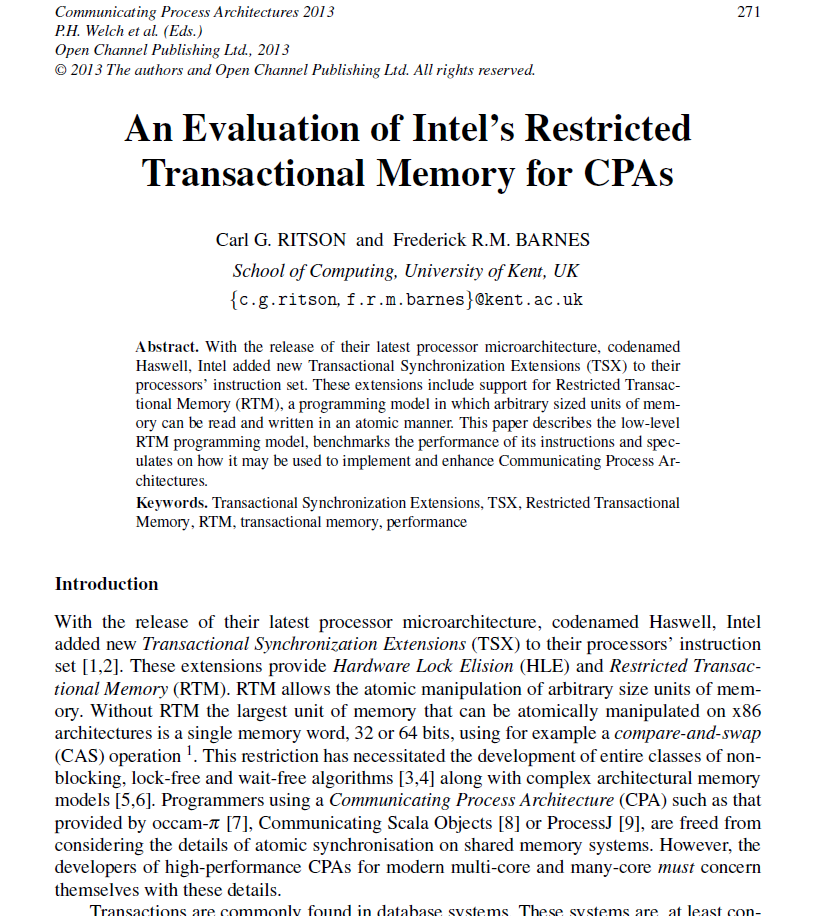 Communicating Process Architectures 2013
271
P.H. Welch et al. (Eds.)
Open Channel Publishing Ltd., 2013
© 2013 The authors and Open Channel Publishing Ltd. All rights reserved.
An Evaluation of Intel's Restricted
Transactional Memory for CPAs
Carl G. RITSON and Frederick R.M. BARNES
School of Computing, University of Kent, UK
{c.g.ritson, f.r.m.barnes}@kent.ac.uk
Abstract. With the release of their latest processor microarchitecture, codenamed
Haswell, Intel added new Transactional Synchronization Extensions (TSX) to their
processors' instruction set. These extensions include support for Restricted Transac-
tional Memory (RTM), a programming model in which arbitrary sized units of mem-
ory can be read and written in an atomic manner. This paper describes the low-level
RTM programming model, benchmarks the performance of its instructions and spec-
ulates on how it may be used to implement and enhance Communicating Process Ar-
chitectures.
Keywords. Transactional Synchronization Extensions, TSX, Restricted Transactional
Memory, RTM, transactional memory, performance
Introduction
With the release of their latest processor microarchitecture, codenamed Haswell, Intel
added new Transactional Synchronization Extensions (TSX) to their processors' instruction
set [1,2]. These extensions provide Hardware Lock Elision (HLE) and Restricted Transac-
tional Memory (RTM). RTM allows the atomic manipulation of arbitrary size units of mem-
ory. Without RTM the largest unit of memory that can be atomically manipulated on x86
architectures is a single memory word, 32 or 64 bits, using for example a compare-and-swap
(CAS) operation 1. This restriction has necessitated the development of entire classes of non-
blocking, lock-free and wait-free algorithms [3,4] along with complex architectural memory
models [5,6]. Programmers using a Communicating Process Architecture (CPA) such as that
provided by occam-π [7], Communicating Scala Objects [8] or ProcessJ [9], are freed from
considering the details of atomic synchronisation on shared memory systems. However, the
developers of high-performance CPAs for modern multi-core and many-core must concern
themselves with these details.
Transactions are commonly found in database systems. These systems are, at least con-